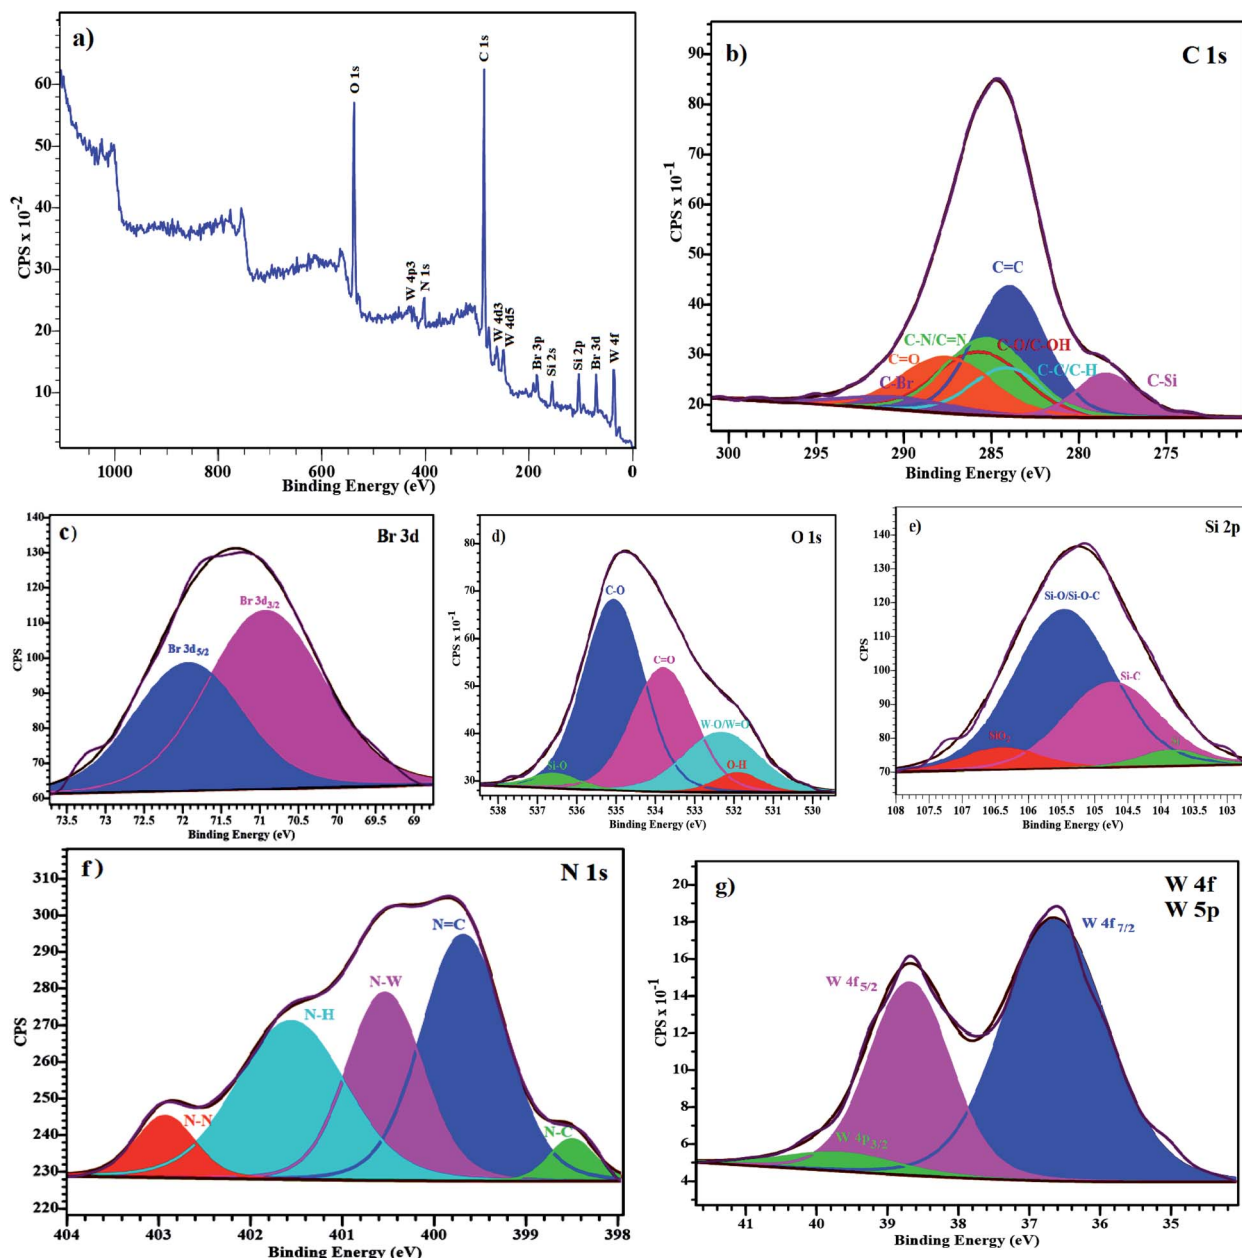 a)
O 1s
C 1s
W 4p3
N 1s
W 4d3
W 4d5
Br 3p
Si 2s
Si 2p
Br 3d
W 4f
CPS x 10⁻²
60
50
40
30
20
10
1000 800 600 400 200 0
Binding Energy (eV)
b)
C 1s
C=C
C-N/C=N
C-O/C-OH
C=O
C-C/C-H
C-Br
C-Si
CPS x 10⁻¹
90
80
70
60
50
40
30
20
300 295 290 285 280 275
Binding Energy (eV)
c)
Br 3d
Br 3d3/2
Br 3d5/2
CPS
140
130
120
110
100
90
80
70
60
73.5 73 72.5 72 71.5 71 70.5 70 69.5 69
Binding Energy (eV)
d)
O 1s
C-O
C=O
W-O/W=O
Si-O
O-H
CPS x 10⁻¹
80
70
60
50
40
30
538 537 536 535 534 533 532 531 530
Binding Energy (eV)
e)
Si 2p
Si-O/Si-O-C
Si-C
CPS
140
130
120
110
100
90
80
70
108 107.5 107 106.5 106 105.5 105 104.5 104 103.5 103
Binding Energy (eV)
f)
N 1s
N=C
N-W
N-H
N-N
N-C
CPS
310
300
290
280
270
260
250
240
230
220
404 403 402 401 400 399 398
Binding Energy (eV)
g)
W 4f
W 5p
W 4f 7/2
W 4f5/2
W 4p3/2
CPS x 10⁻¹
20
18
16
14
12
10
8
6
4
41 40 39 38 37 36 35
Binding Energy (eV)